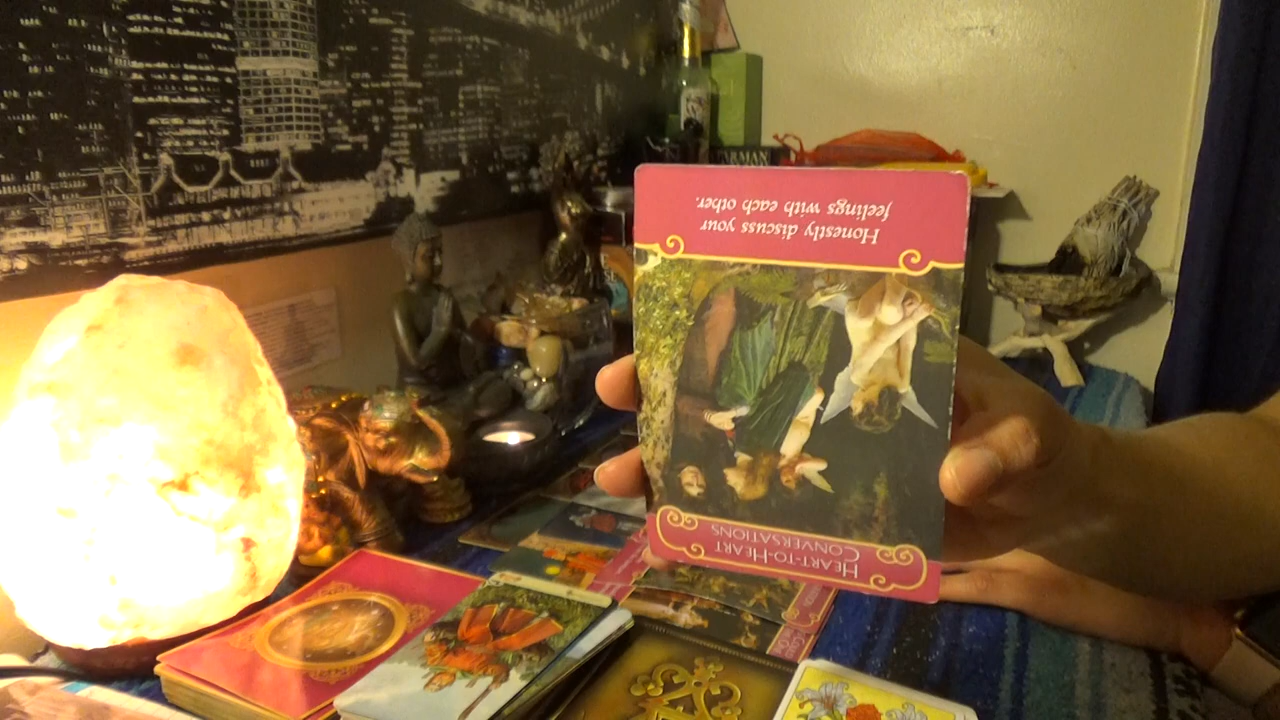 HEART-TO-HEART
CONVERSATIONS
Honestly discuss your
feelings with each other.